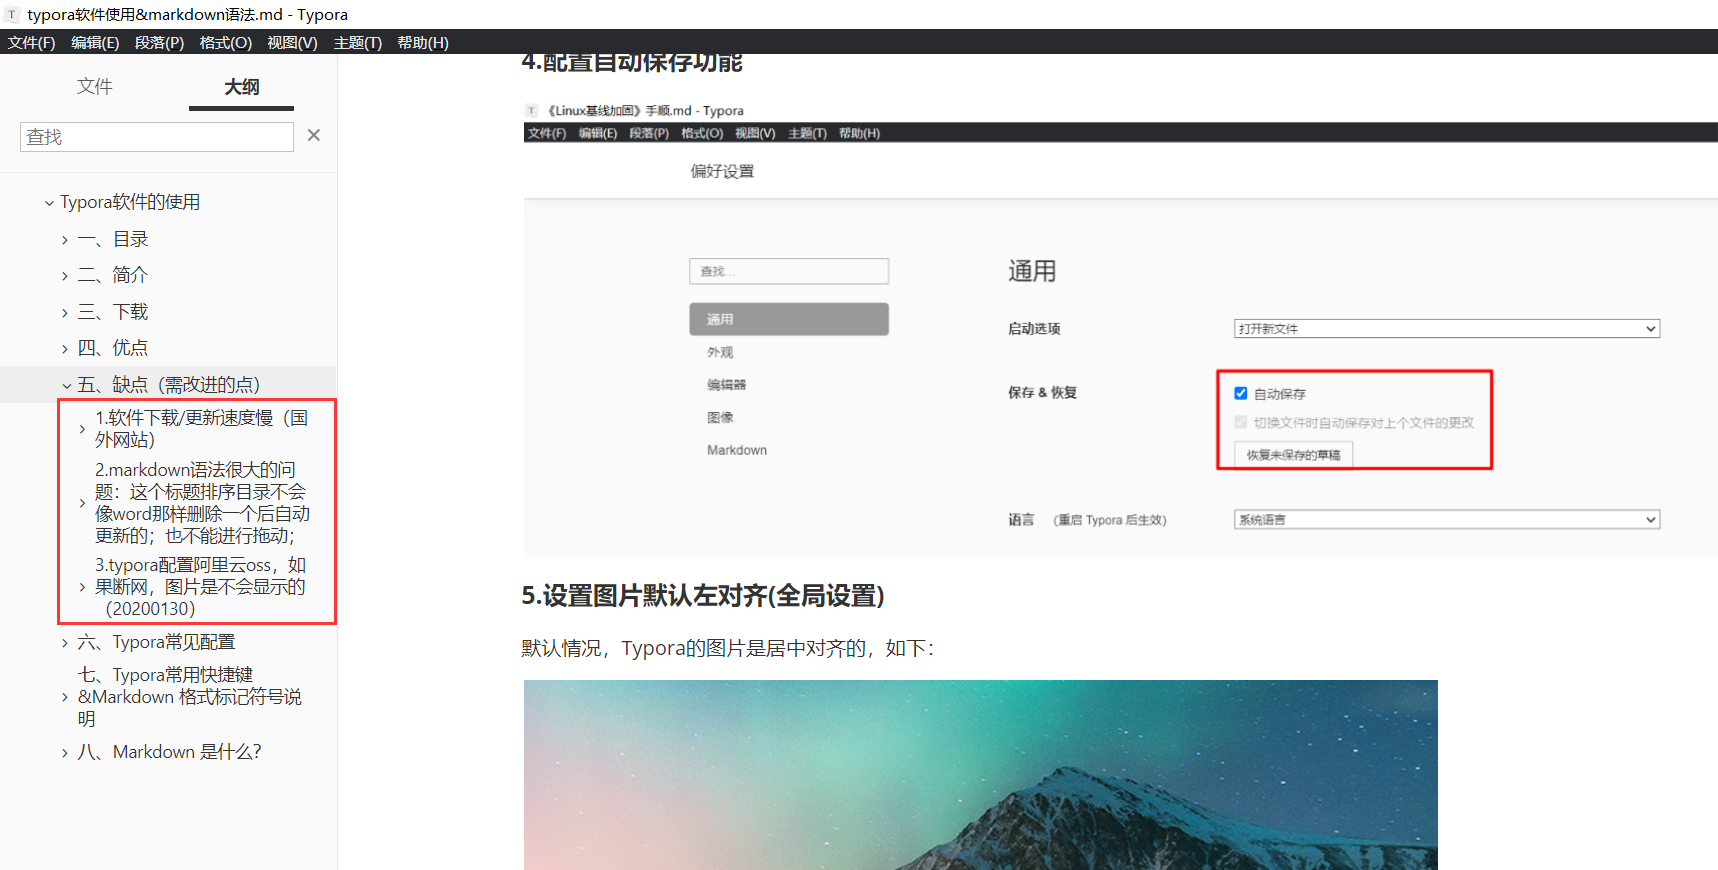 typora软件使用&markdown语法.md - Typora
文件(F) 编辑(E) 段落(P) 格式(O) 视图(V) 主题(T) 帮助(H)
文件 大纲
查找
Typora软件的使用
一、目录
二、简介
三、下载
四、优点
五、缺点（需改进的点）
1.软件下载/更新速度慢（国
外网站）
2.markdown语法很大的问
题：这个标题排序目录不会
像word那样删除一个后自动
更新的；也不能进行拖动；
3.typora配置阿里云oss，如
果断网，图片是不会显示的
（20200130）
六、Typora常见配置
七、Typora常用快捷键
&Markdown 格式标记符号说
明
八、Markdown 是什么？
4.配置自动保存功能
《Linux基线加固》手顺.md - Typora
文件(F) 编辑(E) 段落(P) 格式(O) 视图(V) 主题(T) 帮助(H)
偏好设置
查找...
通用
外观
编辑器
图像
Markdown
通用
启动选项 打开新文件
保存 & 恢复 自动保存
切换文件时自动保存对上个文件的更改
恢复未保存的草稿
语言 （重启 Typora 后生效） 系统语言
5.设置图片默认左对齐(全局设置)
默认情况，Typora的图片是居中对齐的，如下：